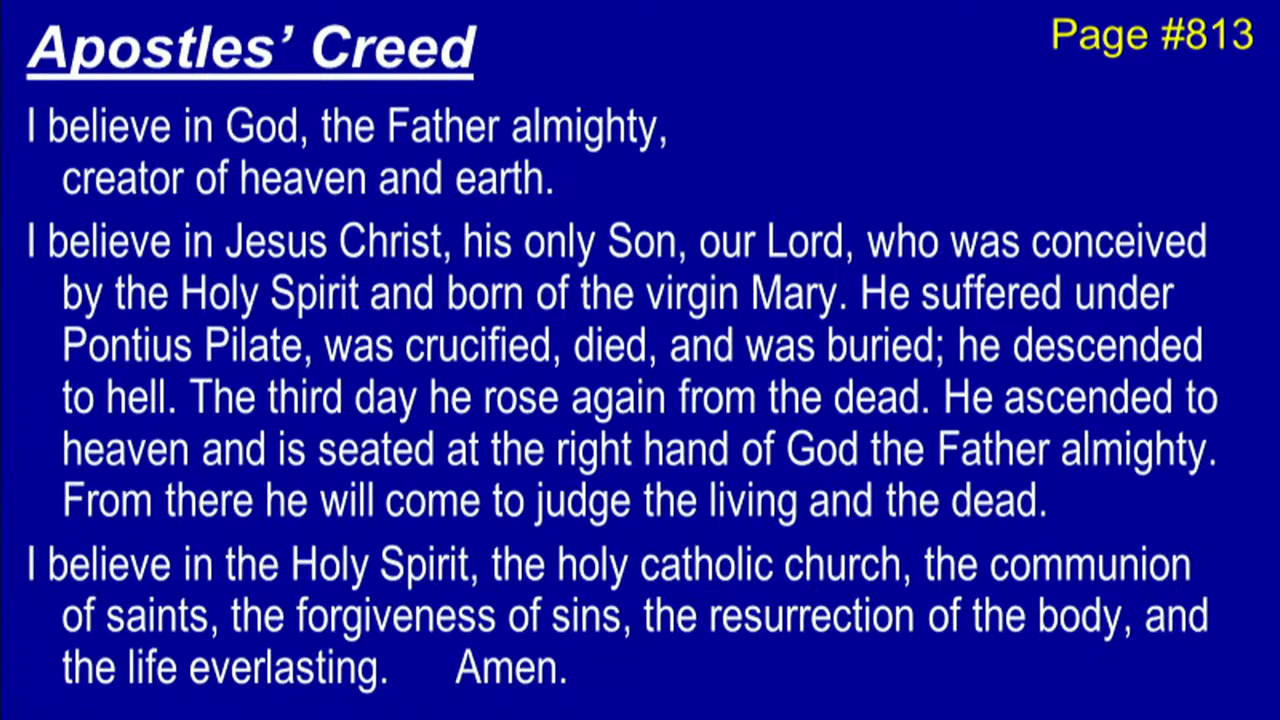 Apostles’ Creed
Page #813
I believe in God, the Father almighty,
creator of heaven and earth.
I believe in Jesus Christ, his only Son, our Lord, who was conceived
by the Holy Spirit and born of the virgin Mary. He suffered under
Pontius Pilate, was crucified, died, and was buried; he descended
to hell. The third day he rose again from the dead. He ascended to
heaven and is seated at the right hand of God the Father almighty.
From there he will come to judge the living and the dead.
I believe in the Holy Spirit, the holy catholic church, the communion
of saints, the forgiveness of sins, the resurrection of the body, and
the life everlasting. Amen.